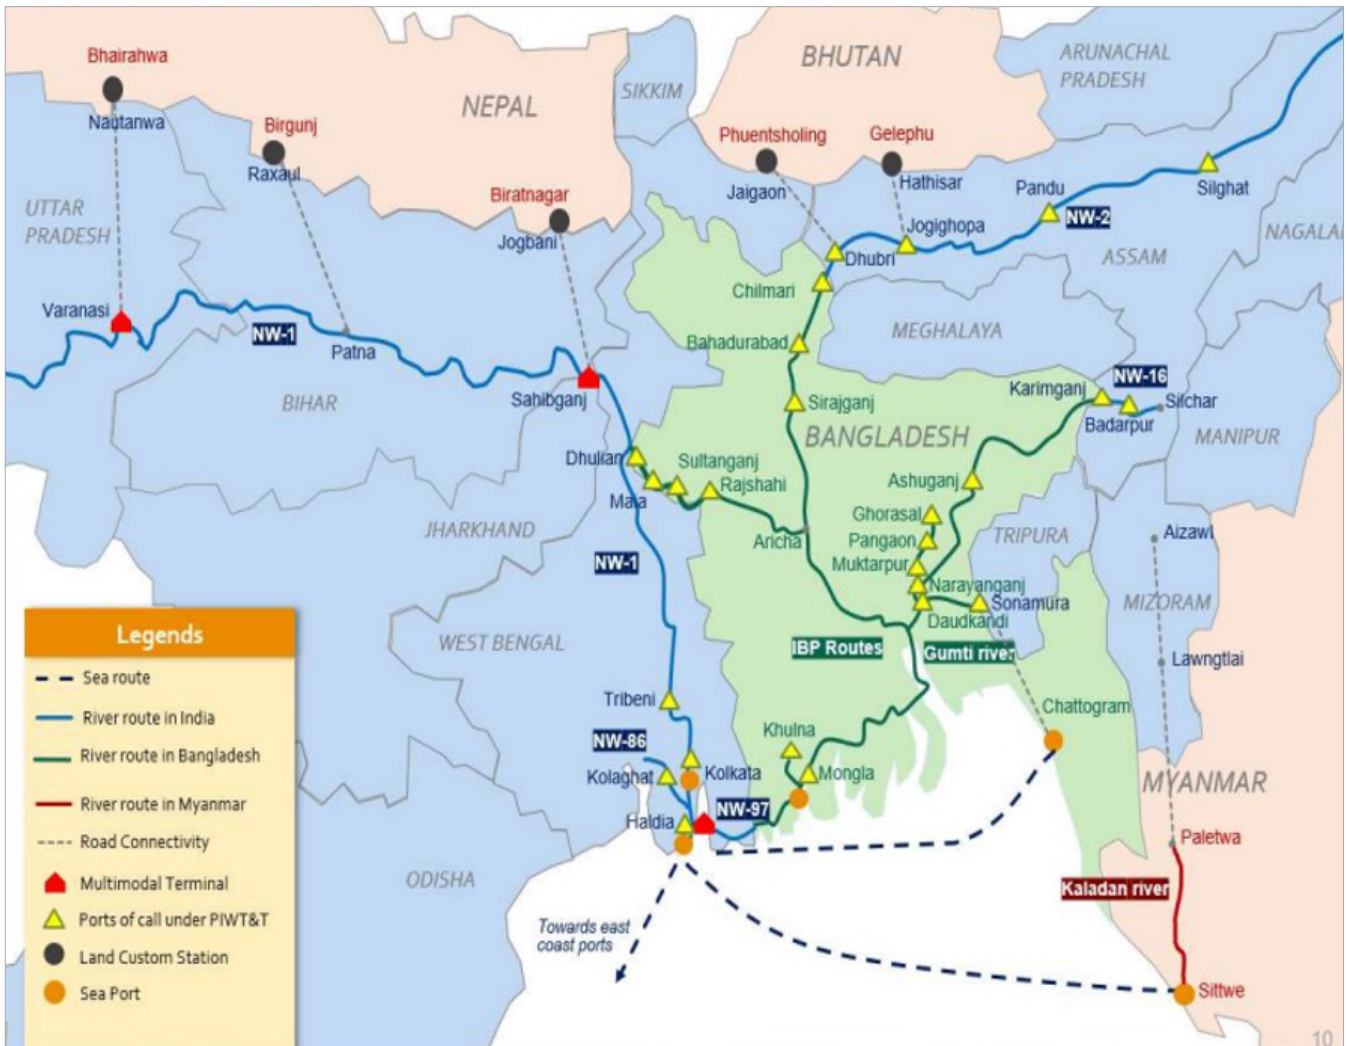 Bhairahwa
Nautanwa
Birgunj
Raxaul
NEPAL
SIKKIM
BHUTAN
ARUNACHAL
PRADESH
Phuentsholing
Gelephu
Jaigaon
Hathisar
Pandu
Silghat
NW-2
Biratnagar
Jogbani
UTTAR
PRADESH
Jogighopa
Dhubri
ASSAM
NAGALA
Varanasi
Chilmari
NW-1
Patna
Bahadurabad
MEGHALAYA
Sahibganj
BIHAR
Sirajganj
Karimganj
NW-16
Silchar
Badarpur
MANIPUR
BANGLADESH
Dhulian
Sultanganj
Rajshahi
Maia
Ashuganj
Ghorasal
JHARKHAND
Aricha
Pangaon
TRIPURA
Aizawl
NW-1
Muktarpur
Narayanganj
Sonamura
MIZORAM
Daudkandi
WEST BENGAL
IBP Routes
Gumti river
Lawngtlai
Tribeni
Chattogram
NW-86
Khulna
Kolaghat
Kolkata
Mongla
MYANMAR
Haldia
NW-97
Paletwa
ODISHA
Kaladan river
Towards east
coast ports
Sittwe
Legends
Sea route
River route in India
River route in Bangladesh
River route in Myanmar
Road Connectivity
Multimodal Terminal
Ports of call under PIWT&T
Land Custom Station
Sea Port
10